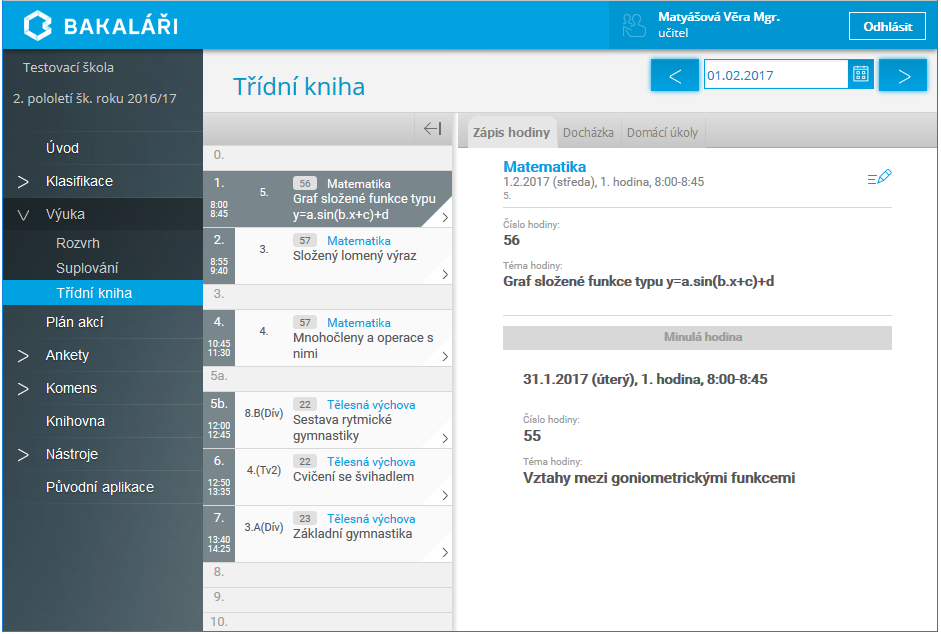 BAKALÁŘI
Matyášová Věra Mgr.
učitel
Odhlásit
Testovací škola
2. pololetí šk. roku 2016/17
Úvod
Klasifikace
Výuka
Rozvrh
Suplování
Třídní kniha
Plán akcí
Ankety
Komens
Knihovna
Nástroje
Původní aplikace
Třídní kniha
01.02.2017
0.
1.
8:00
8:45
5.
56 Matematika
Graf složené funkce typu
y=a.sin(b.x+c)+d
2.
8:55
9:40
3.
57 Matematika
Složený lomený výraz
3.
4.
10:45
11:30
4.
57 Matematika
Mnohočleny a operace s
nimi
5a.
5b.
12:00
12:45
8.B(Dív)
22 Tělesná výchova
Sestava rytmické
gymnastiky
6.
12:50
13:35
4.(Tv2)
22 Tělesná výchova
Cvičení se švihadlem
7.
13:40
14:25
3.A(Dív)
23 Tělesná výchova
Základní gymnastika
8.
9.
10.
Zápis hodiny Docházka Domácí úkoly
Matematika
1.2.2017 (středa), 1. hodina, 8:00-8:45
5.
Číslo hodiny:
56
Téma hodiny:
Graf složené funkce typu y=a.sin(b.x+c)+d
Minulá hodina
31.1.2017 (úterý), 1. hodina, 8:00-8:45
Číslo hodiny:
55
Téma hodiny:
Vztahy mezi goniometrickými funkcemi